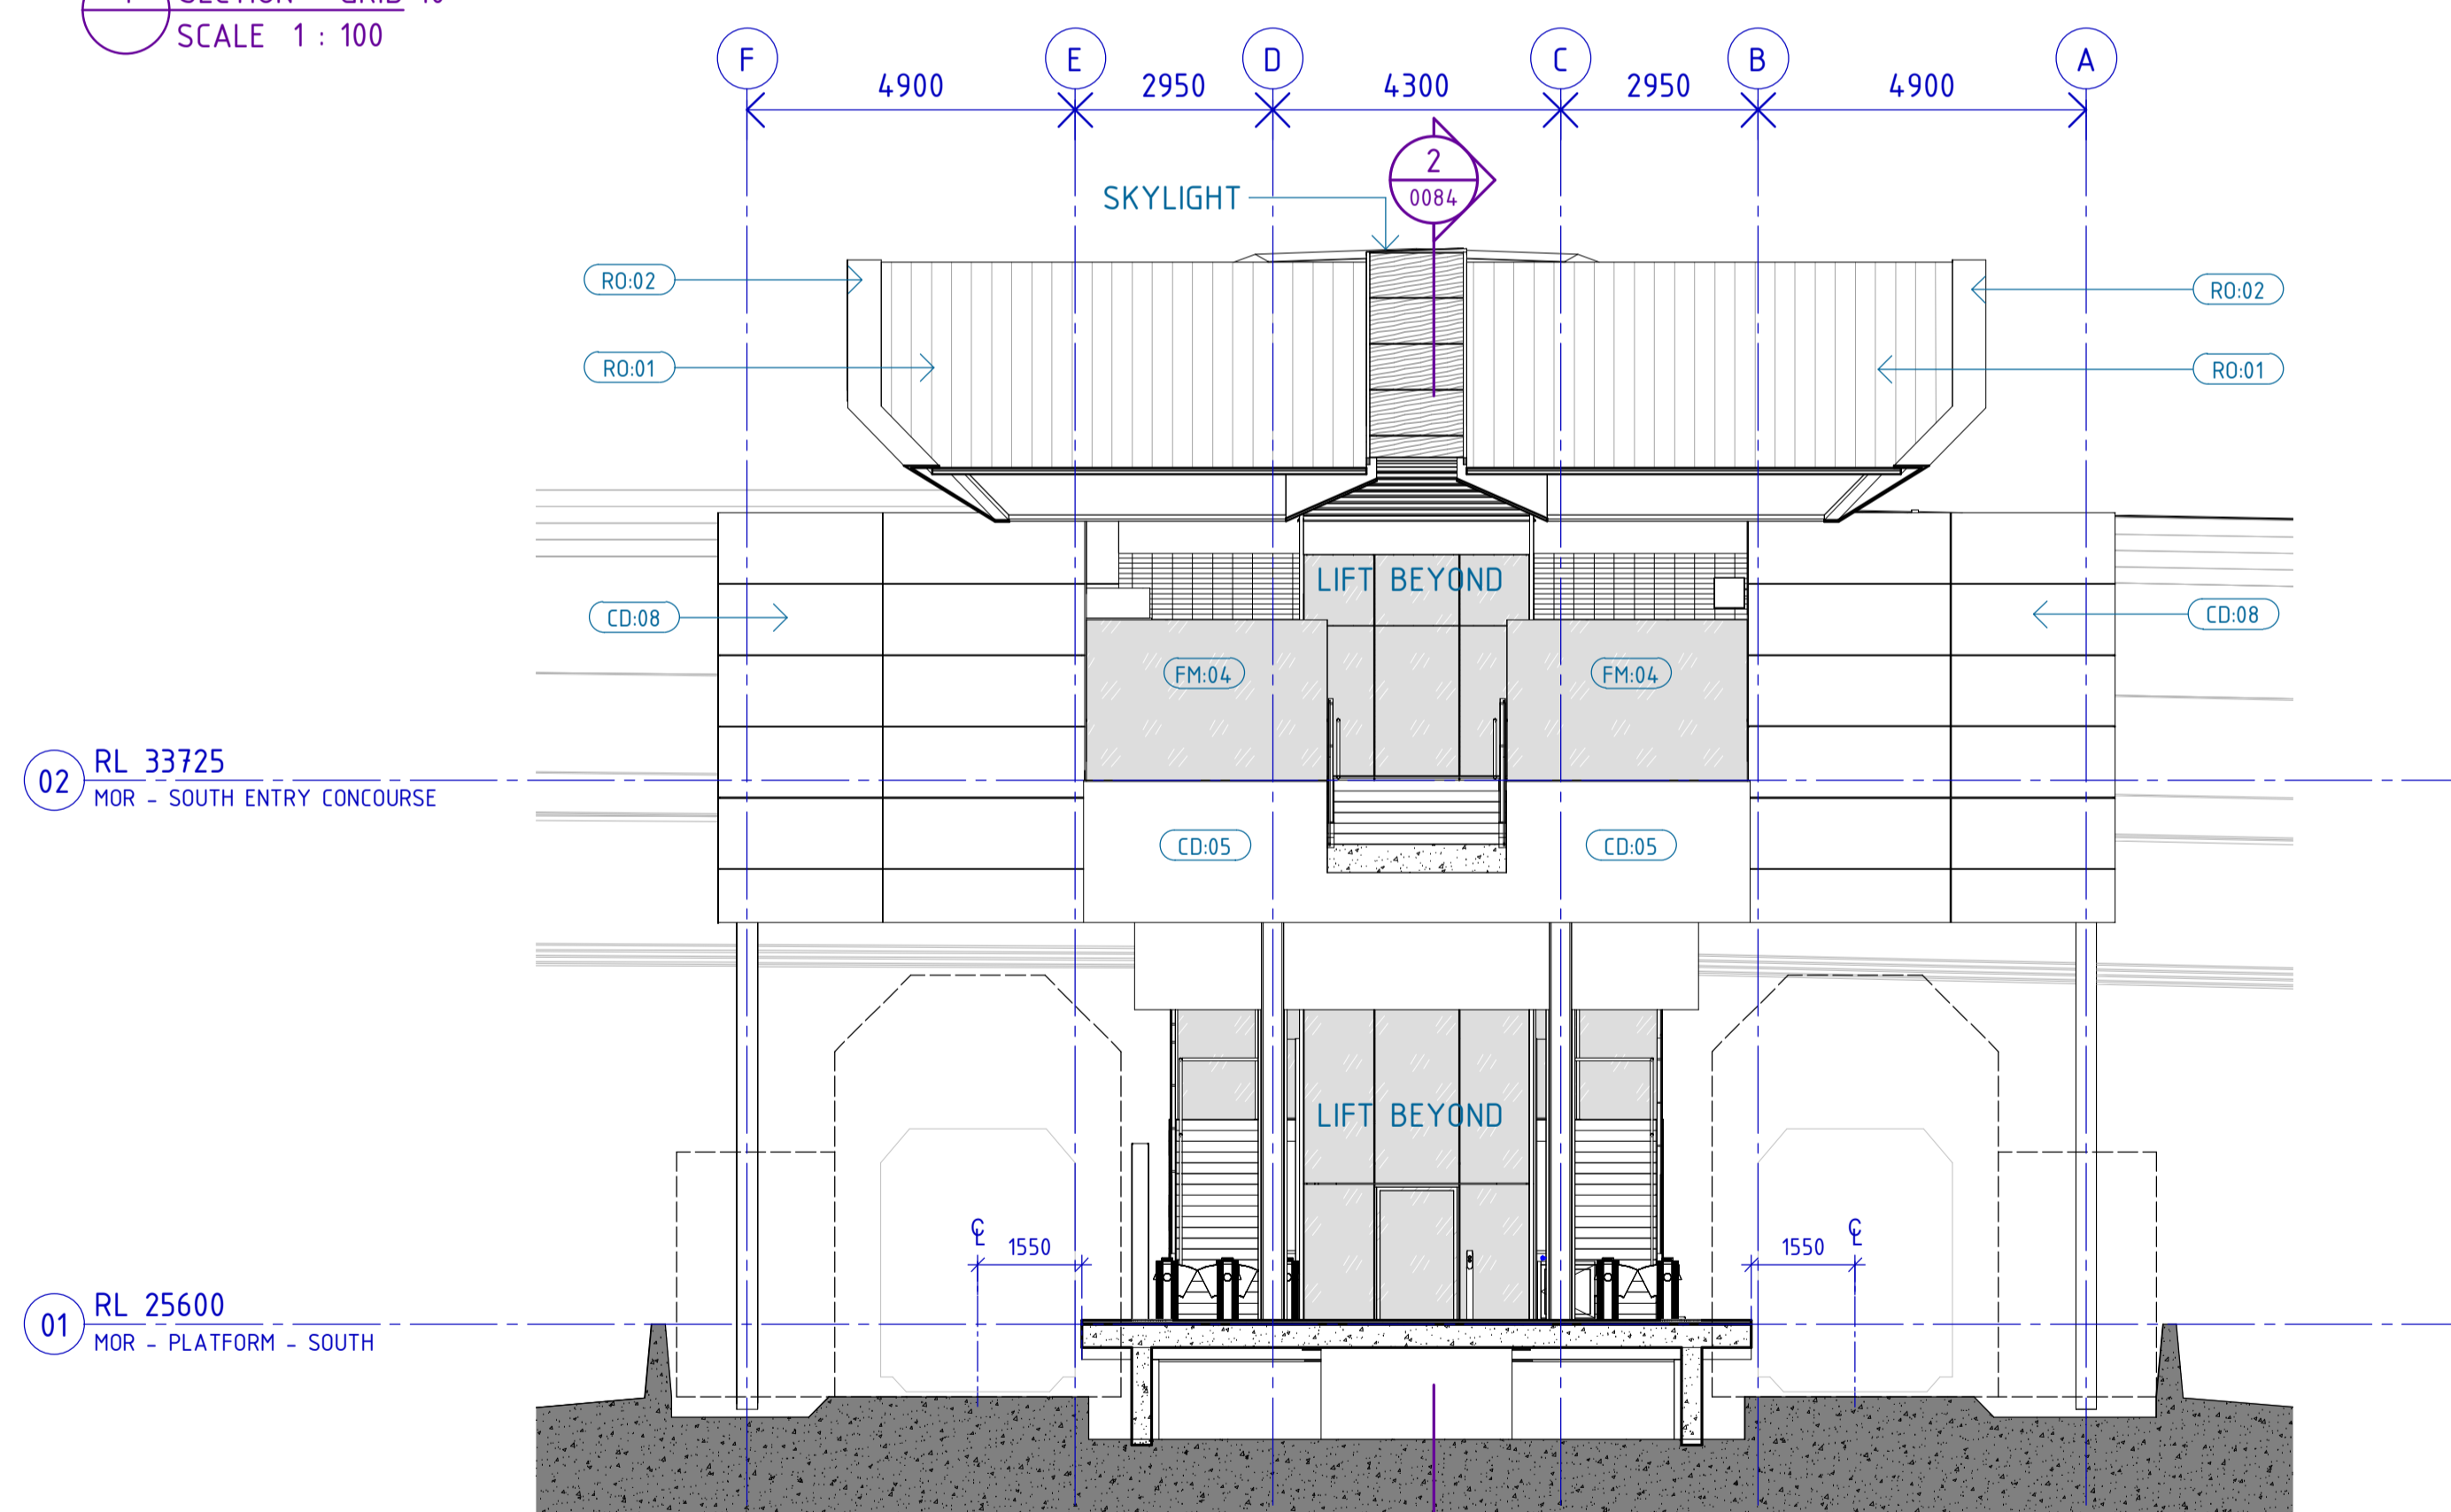 SCALE 1 : 100
F E D C B A
4900 2950 4300 2950 4900
2
0084
SKYLIGHT
RO:02 RO:02
RO:01 RO:01
LIFT BEYOND
CD:08 CD:08
FM:04 FM:04
02 RL 33725
MOR - SOUTH ENTRY CONCOURSE
CD:05 CD:05
LIFT BEYOND
℄ ℄
1550 1550
01 RL 25600
MOR - PLATFORM - SOUTH